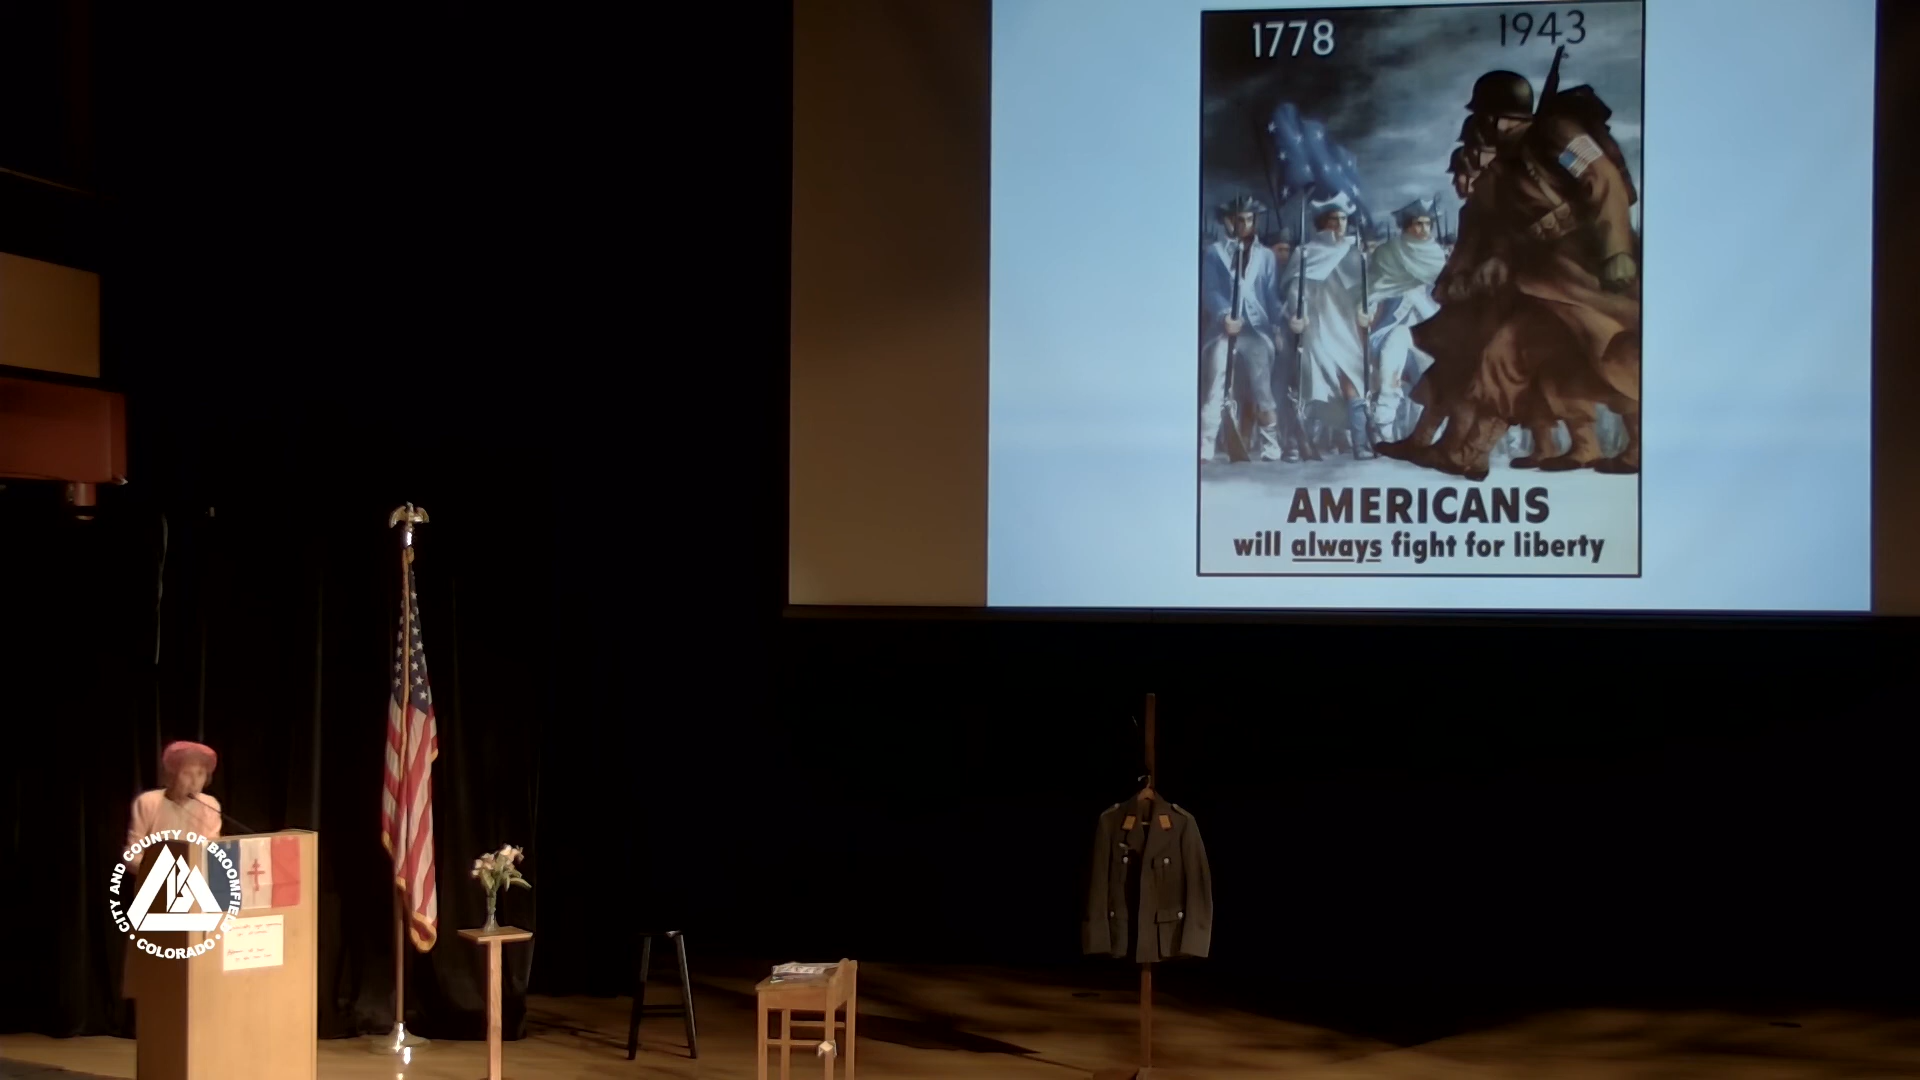 1778
1943
AMERICANS
will always fight for liberty
CITY AND COUNTY OF BROOMFIELD
• COLORADO •